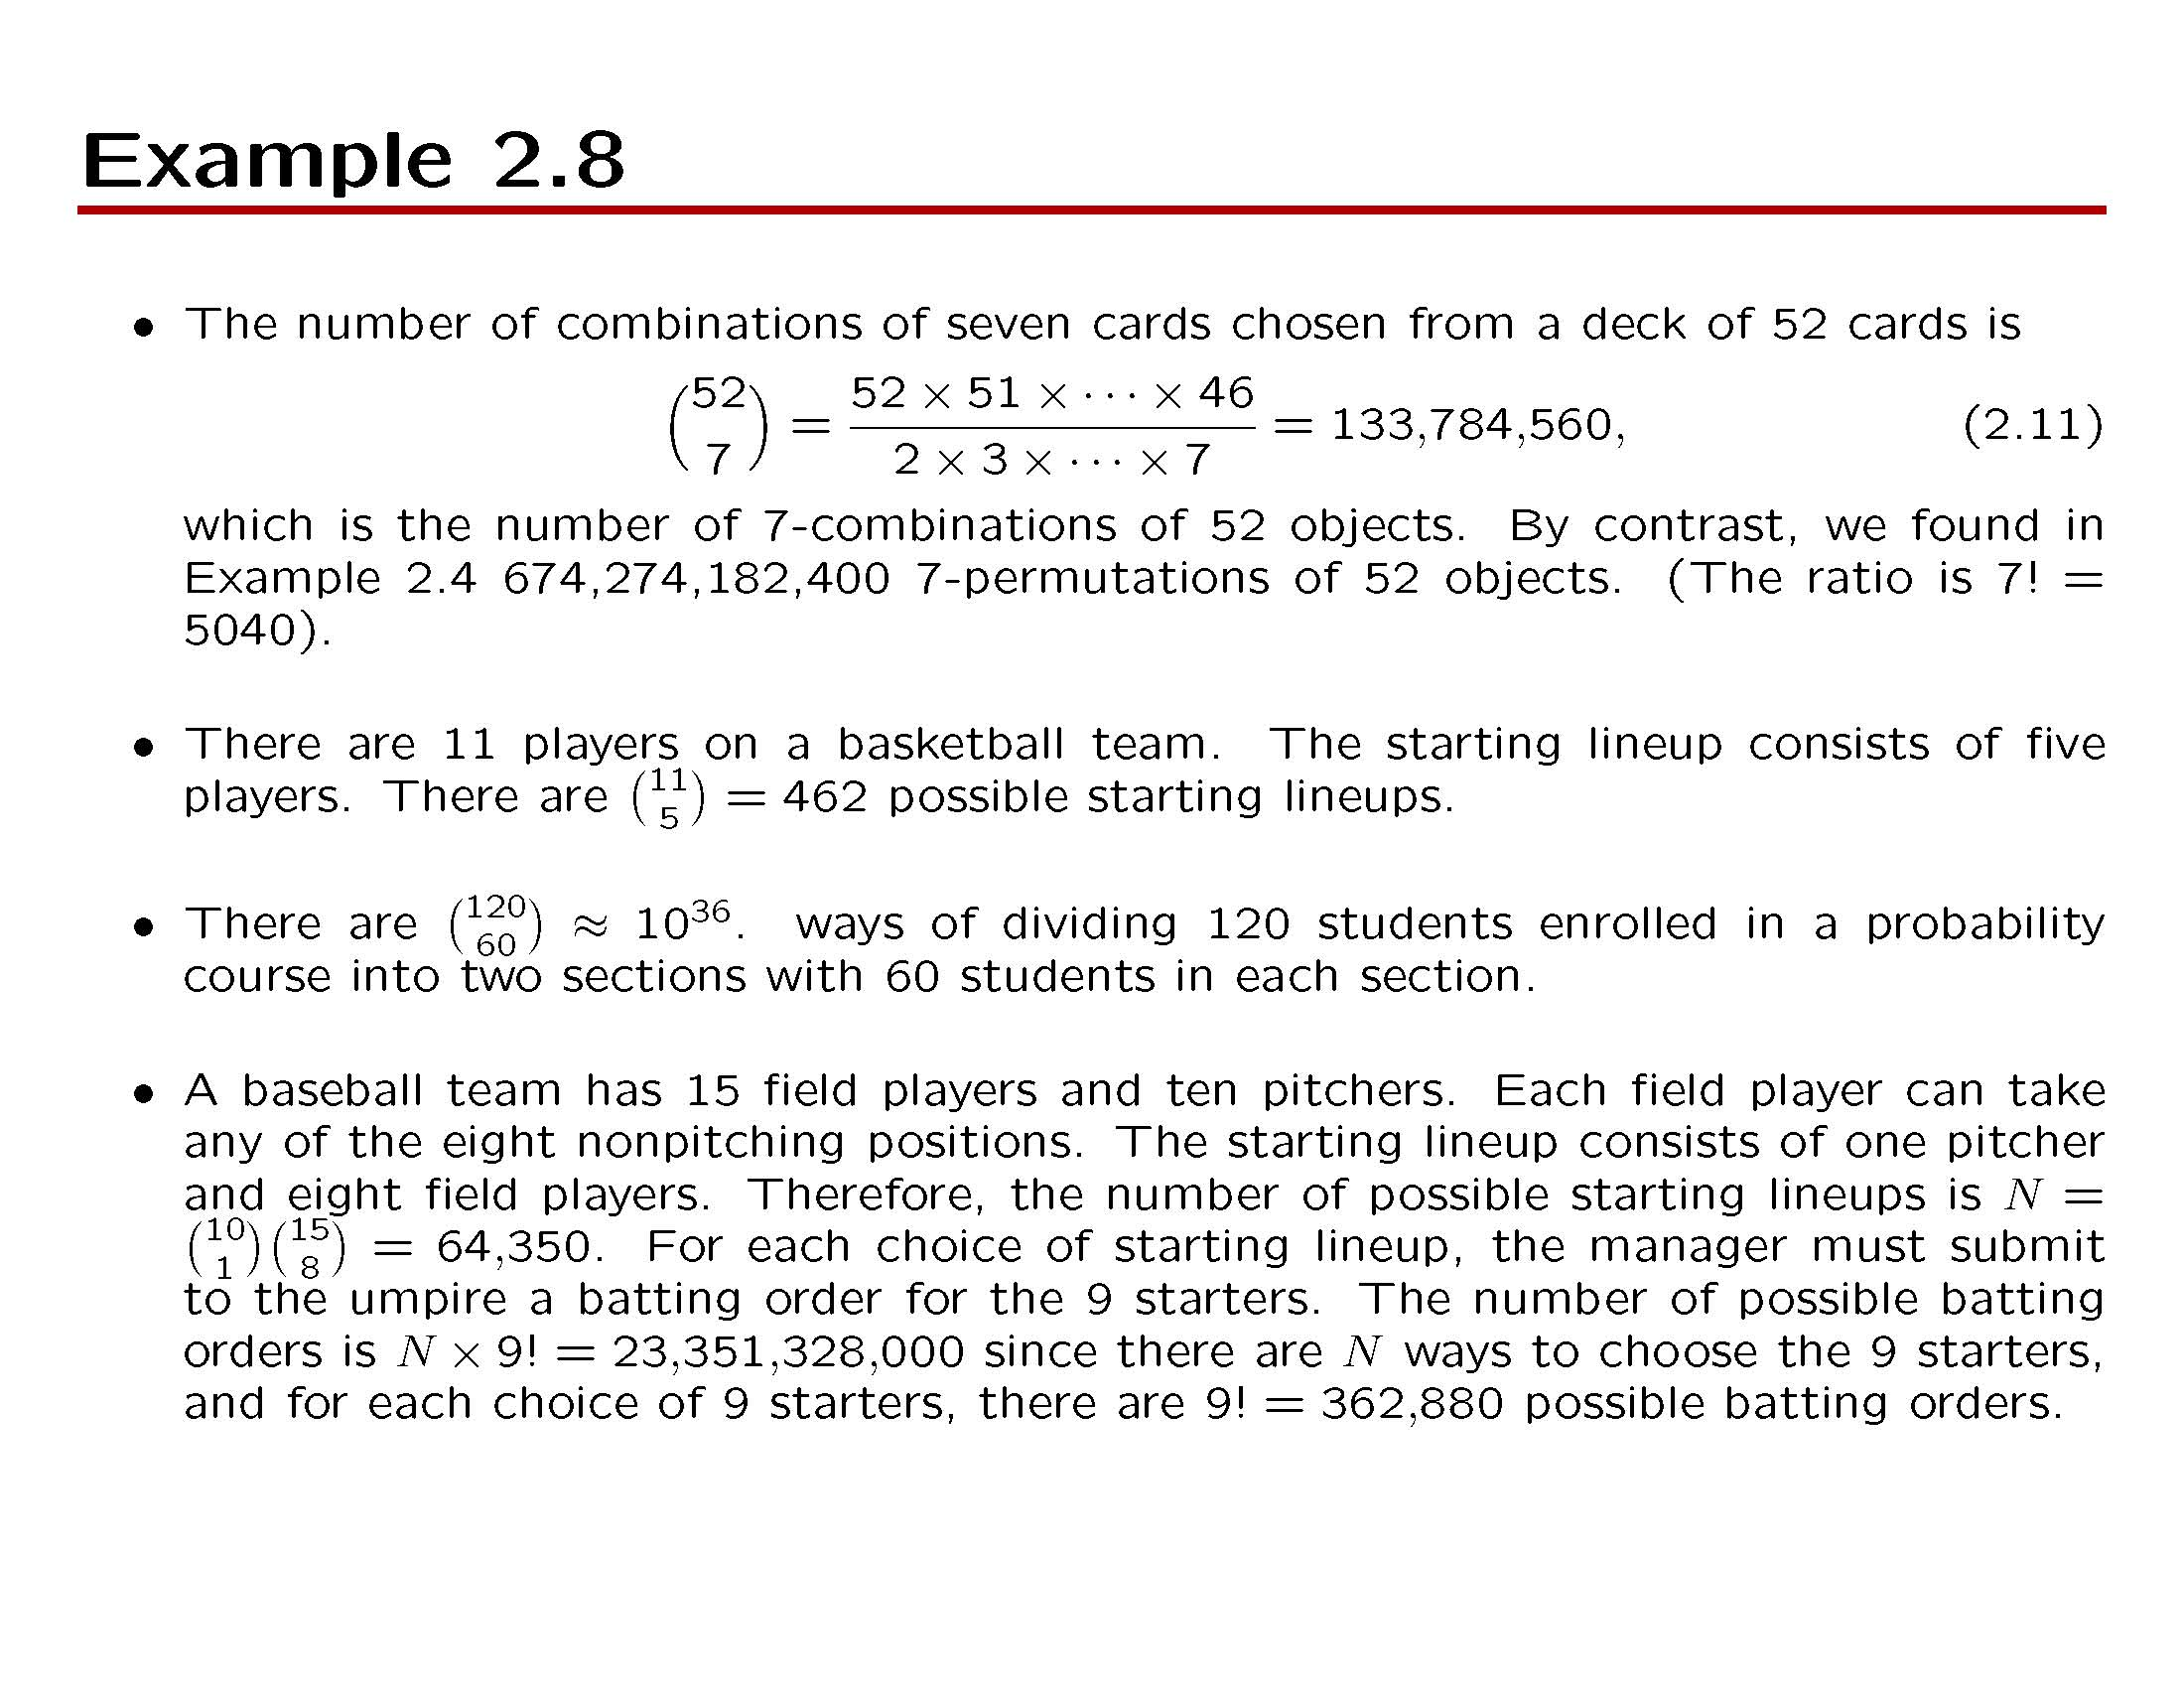 Example 2.8
• The number of combinations of seven cards chosen from a deck of 52 cards is
\binom{52}{7} = \frac{52 × 51 × ··· × 46}{2 × 3 × ··· × 7} = 133,784,560, (2.11)
which is the number of 7-combinations of 52 objects. By contrast, we found in
Example 2.4 674,274,182,400 7-permutations of 52 objects. (The ratio is 7! =
5040).
• There are 11 players on a basketball team. The starting lineup consists of five
players. There are \binom{11}{5} = 462 possible starting lineups.
• There are \binom{120}{60} ≈ 10^{36}. ways of dividing 120 students enrolled in a probability
course into two sections with 60 students in each section.
• A baseball team has 15 field players and ten pitchers. Each field player can take
any of the eight nonpitching positions. The starting lineup consists of one pitcher
and eight field players. Therefore, the number of possible starting lineups is N =
\binom{10}{1}\binom{15}{8} = 64,350. For each choice of starting lineup, the manager must submit
to the umpire a batting order for the 9 starters. The number of possible batting
orders is N × 9! = 23,351,328,000 since there are N ways to choose the 9 starters,
and for each choice of 9 starters, there are 9! = 362,880 possible batting orders.